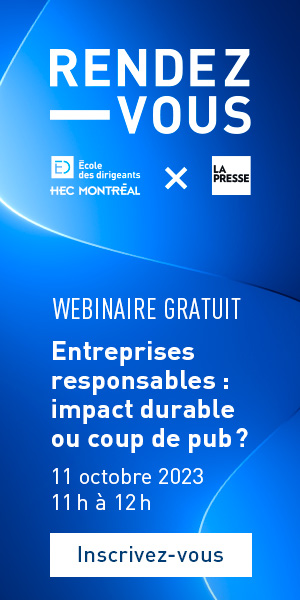 RENDEZ
—VOUS
ED École
des dirigeants
HEC MONTRÉAL
×
LA
PRESSE
WEBINAIRE GRATUIT
Entreprises
responsables :
impact durable
ou coup de pub ?
11 octobre 2023
11 h à 12 h
Inscrivez-vous